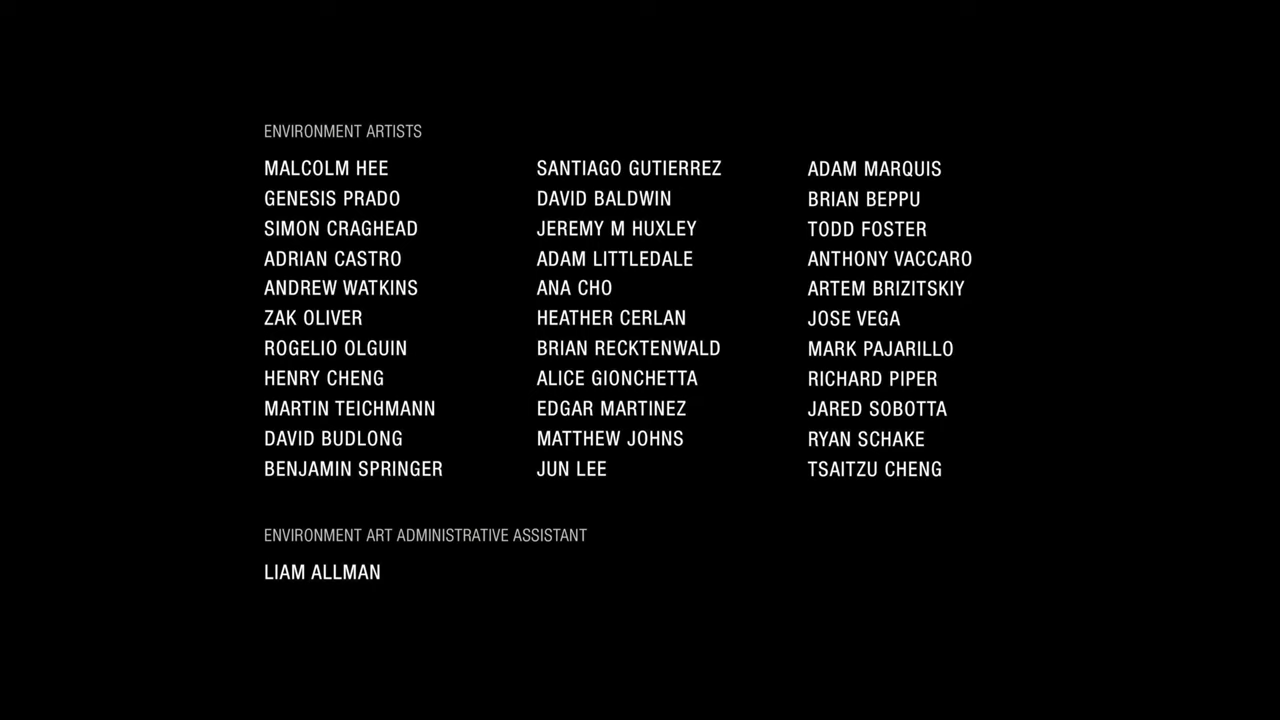 ENVIRONMENT ARTISTS
MALCOLM HEE
GENESIS PRADO
SIMON CRAGHEAD
ADRIAN CASTRO
ANDREW WATKINS
ZAK OLIVER
ROGELIO OLGUIN
HENRY CHENG
MARTIN TEICHMANN
DAVID BUDLONG
BENJAMIN SPRINGER
SANTIAGO GUTIERREZ
DAVID BALDWIN
JEREMY M HUXLEY
ADAM LITTLEDALE
ANA CHO
HEATHER CERLAN
BRIAN RECKTENWALD
ALICE GIONCHETTA
EDGAR MARTINEZ
MATTHEW JOHNS
JUN LEE
ADAM MARQUIS
BRIAN BEPPU
TODD FOSTER
ANTHONY VACCARO
ARTEM BRIZITSKIY
JOSE VEGA
MARK PAJARILLO
RICHARD PIPER
JARED SOBOTTA
RYAN SCHAKE
TSAITZU CHENG
ENVIRONMENT ART ADMINISTRATIVE ASSISTANT
LIAM ALLMAN